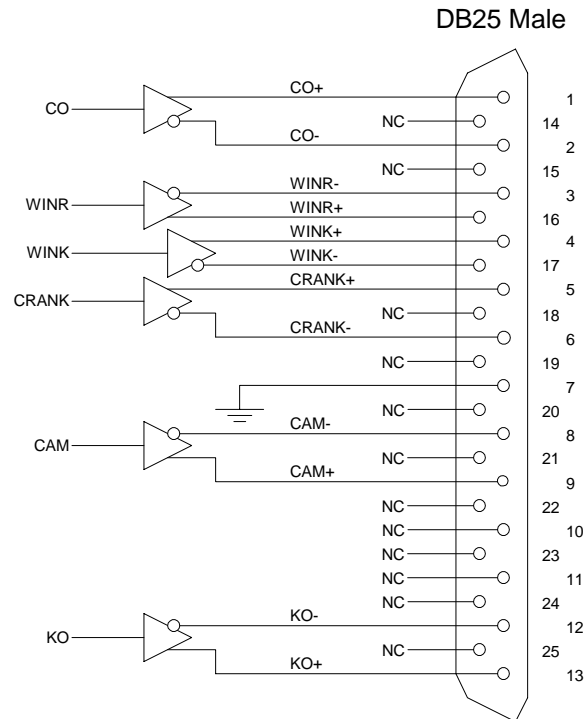 DB25 Male
CO+ 1
CO NC 14
CO- 2
NC 15
WINR- 3
WINR WINR+ 16
WINK+ 4
WINK WINK- 17
CRANK+ 5
CRANK NC 18
CRANK- 6
NC 19
7
NC 20
CAM- 8
CAM NC 21
CAM+ 9
NC 22
NC 10
NC 23
NC 11
NC 24
KO- 12
KO NC 25
KO+ 13